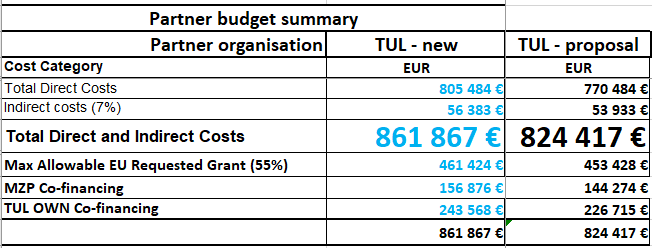 Partner budget summary
Partner organisation TUL - new TUL - proposal
Cost Category EUR EUR
Total Direct Costs 805 484 € 770 484 €
Indirect costs (7%) 56 383 € 53 933 €
Total Direct and Indirect Costs 861 867 € 824 417 €
Max Allowable EU Requested Grant (55%) 461 424 € 453 428 €
MZP Co-financing 156 876 € 144 274 €
TUL OWN Co-financing 243 568 € 226 715 €
861 867 € 824 417 €